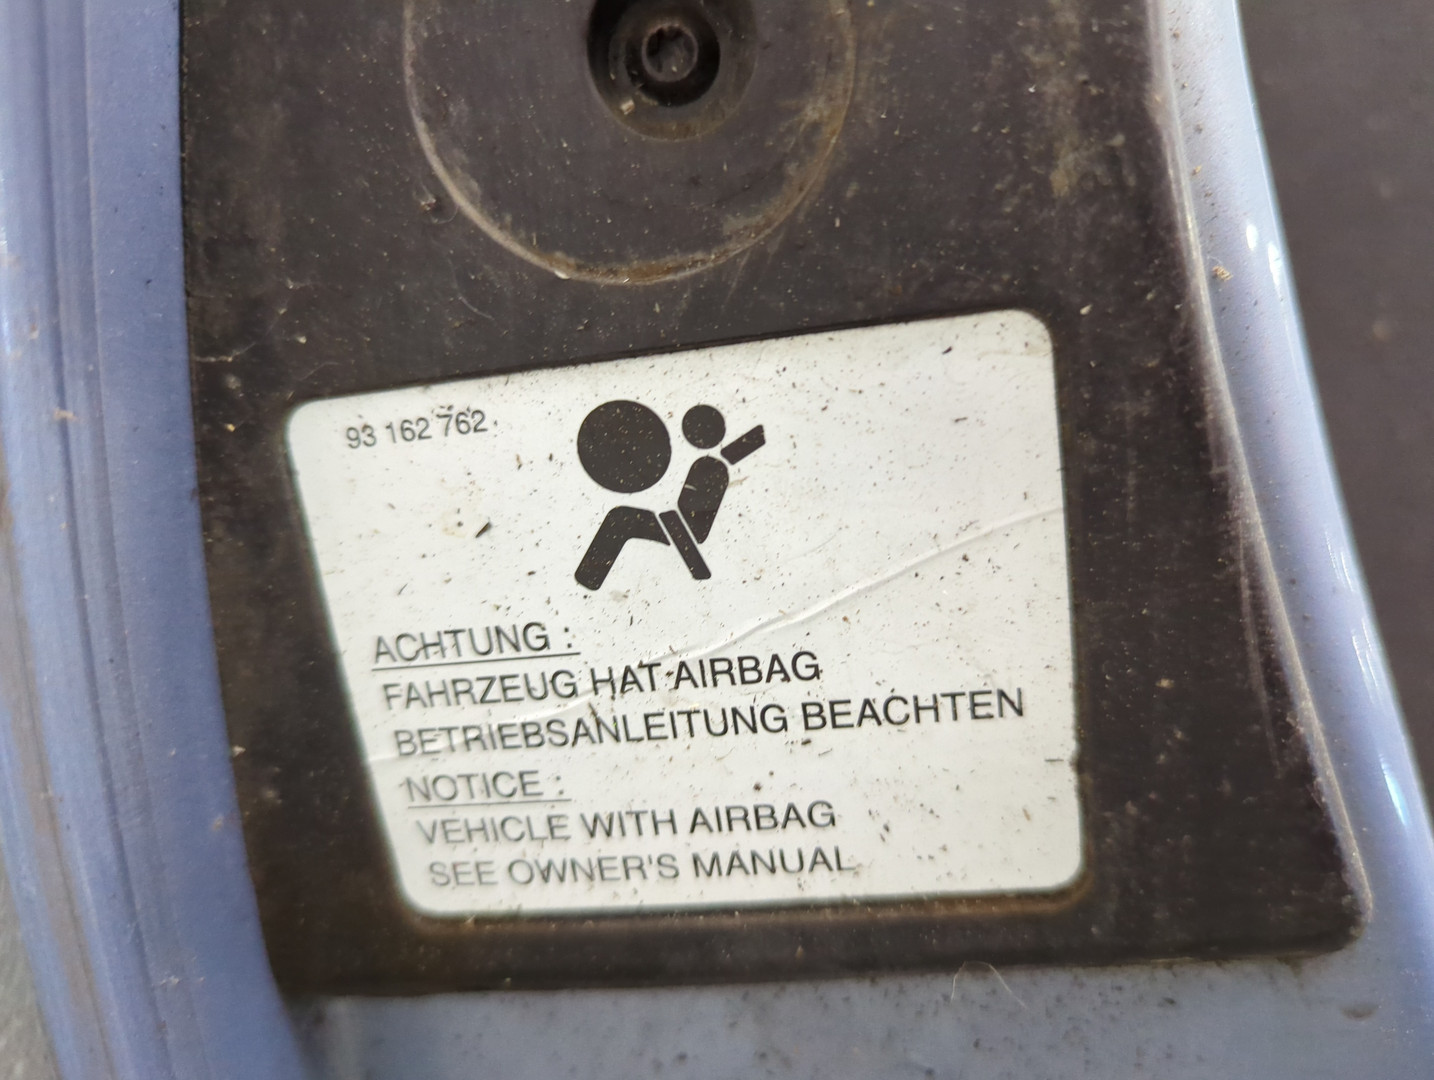 93 162 762
ACHTUNG :
FAHRZEUG HAT AIRBAG
BETRIEBSANLEITUNG BEACHTEN
NOTICE :
VEHICLE WITH AIRBAG
SEE OWNER'S MANUAL